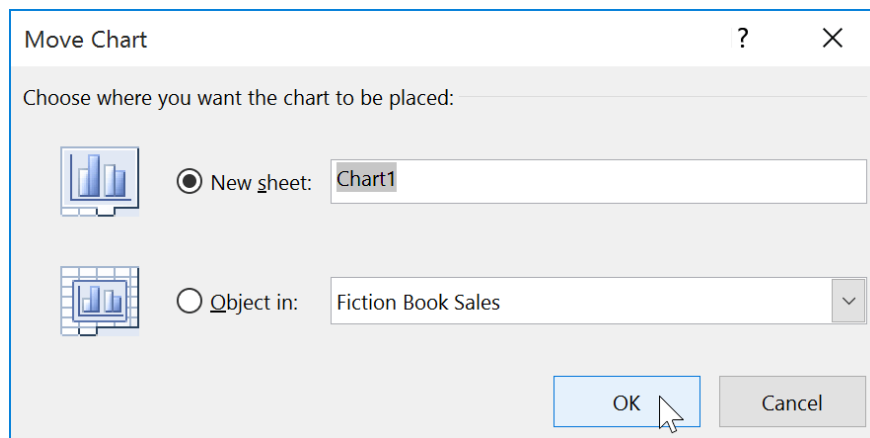 Move Chart ?
Choose where you want the chart to be placed:
New sheet: Chart1
Object in: Fiction Book Sales
OK Cancel